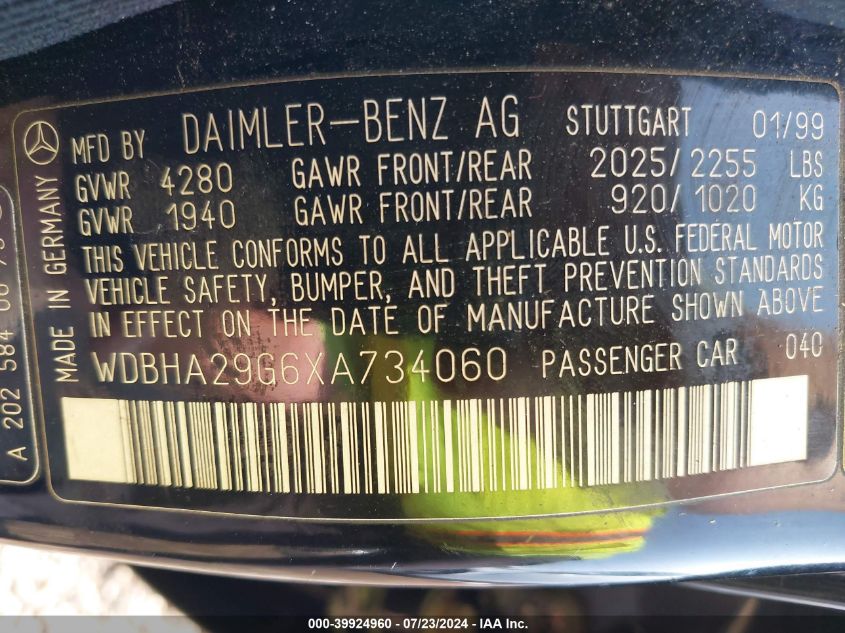 MFD BY DAIMLER-BENZ AG STUTTGART 01/99
GVWR 4280 GAWR FRONT/REAR 2025/2255 LBS
GVWR 1940 GAWR FRONT/REAR 920/1020 KG
THIS VEHICLE CONFORMS TO ALL APPLICABLE U.S. FEDERAL MOTOR
VEHICLE SAFETY, BUMPER, AND THEFT PREVENTION STANDARDS
IN EFFECT ON THE DATE OF MANUFACTURE SHOWN ABOVE
WDBHA29G6XA734060 PASSENGER CAR 040
MADE IN GERMANY
A 202 584
000-39924960 - 07/23/2024 - IAA Inc.